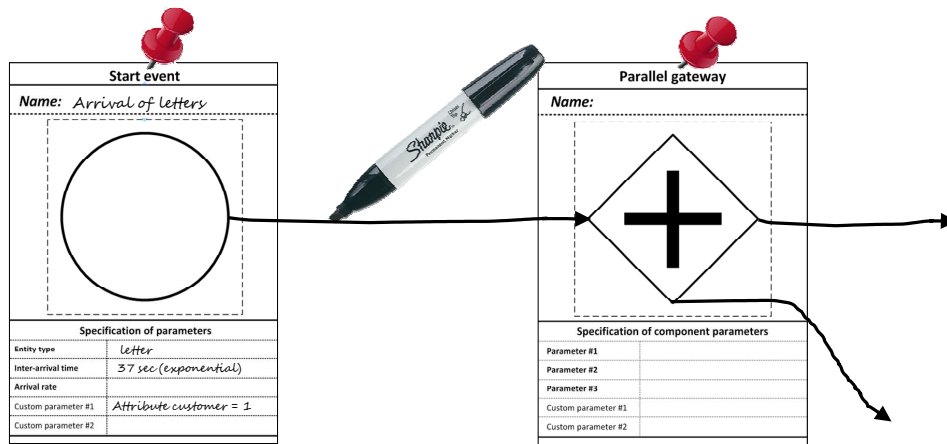 Start event
Name: Arrival of letters
Specification of parameters
Entity type letter
Inter-arrival time 37 sec (exponential)
Arrival rate
Custom parameter #1 Attribute customer = 1
Custom parameter #2
Sharpie
Permanent Marker
Parallel gateway
Name:
Specification of component parameters
Parameter #1
Parameter #2
Parameter #3
Custom parameter #1
Custom parameter #2